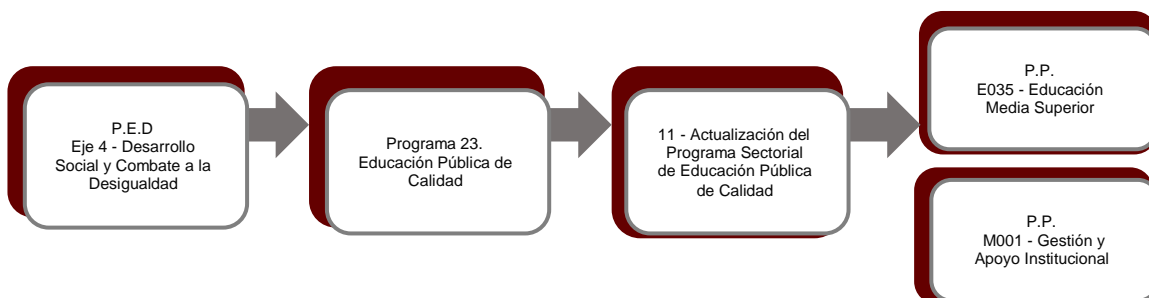 P.E.D
Eje 4 - Desarrollo
Social y Combate a la
Desigualdad
Programa 23.
Educación Pública de
Calidad
11 - Actualización del
Programa Sectorial
de Educación Pública
de Calidad
P.P.
E035 - Educación
Media Superior
P.P.
M001 - Gestión y
Apoyo Institucional